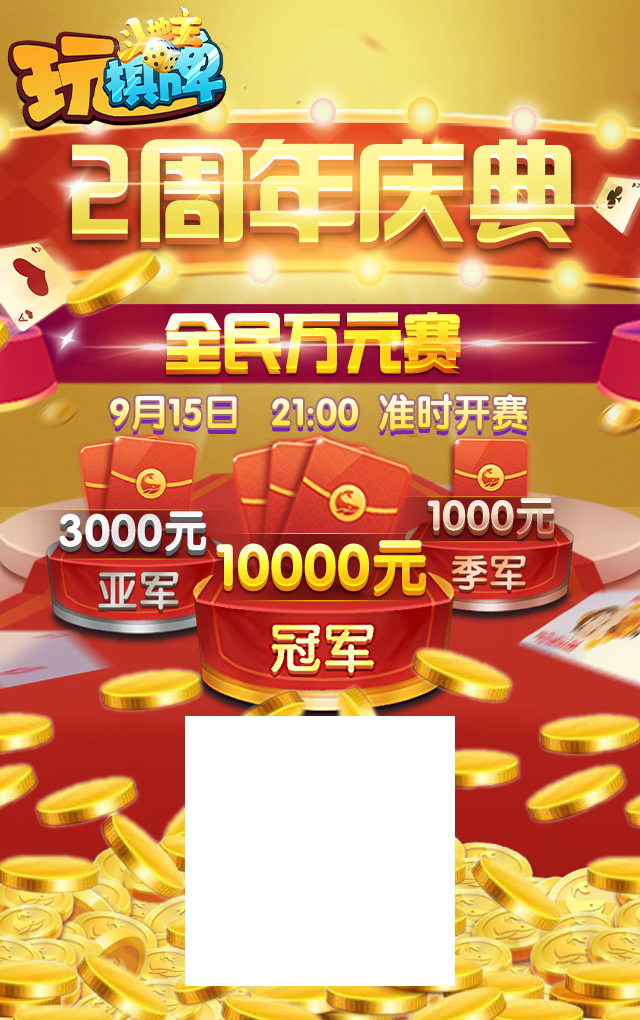 斗地主
玩棋牌
2周年庆典
全民万元赛
9月15日 21:00 准时开赛
3000元
亚军
10000元
冠军
1000元
季军